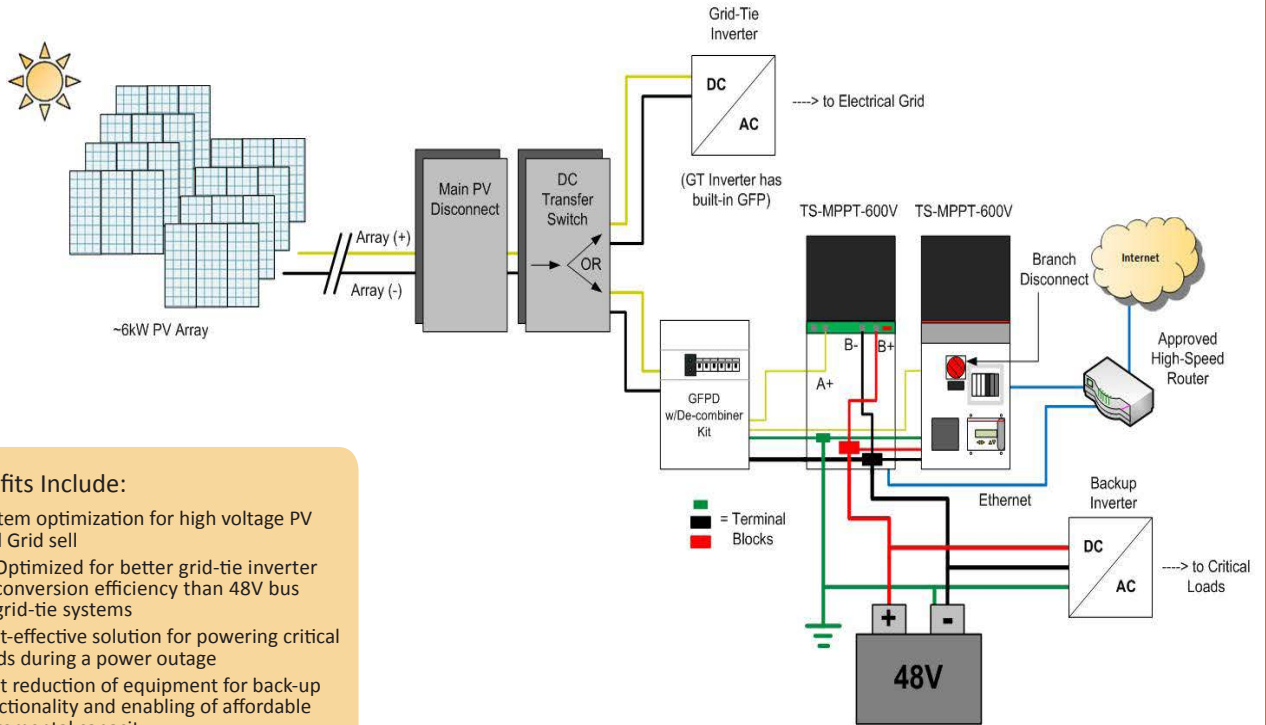 Grid-Tie
Inverter
DC
AC
----> to Electrical Grid
(GT Inverter has
built-in GFP)
Main PV
Disconnect
DC
Transfer
Switch
OR
Array (+)
Array (-)
~6kW PV Array
TS-MPPT-600V
TS-MPPT-600V
Branch
Disconnect
Internet
Approved
High-Speed
Router
B-
B+
A+
GFPD
w/De-combiner
Kit
= Terminal
Blocks
Ethernet
Backup
Inverter
DC
AC
----> to Critical
Loads
+
-
48V
fits Include:
tem optimization for high voltage PV
Grid sell
Optimized for better grid-tie inverter
conversion efficiency than 48V bus
grid-tie systems
t-effective solution for powering critical
ds during a power outage
t reduction of equipment for back-up
ctionality and enabling of affordable